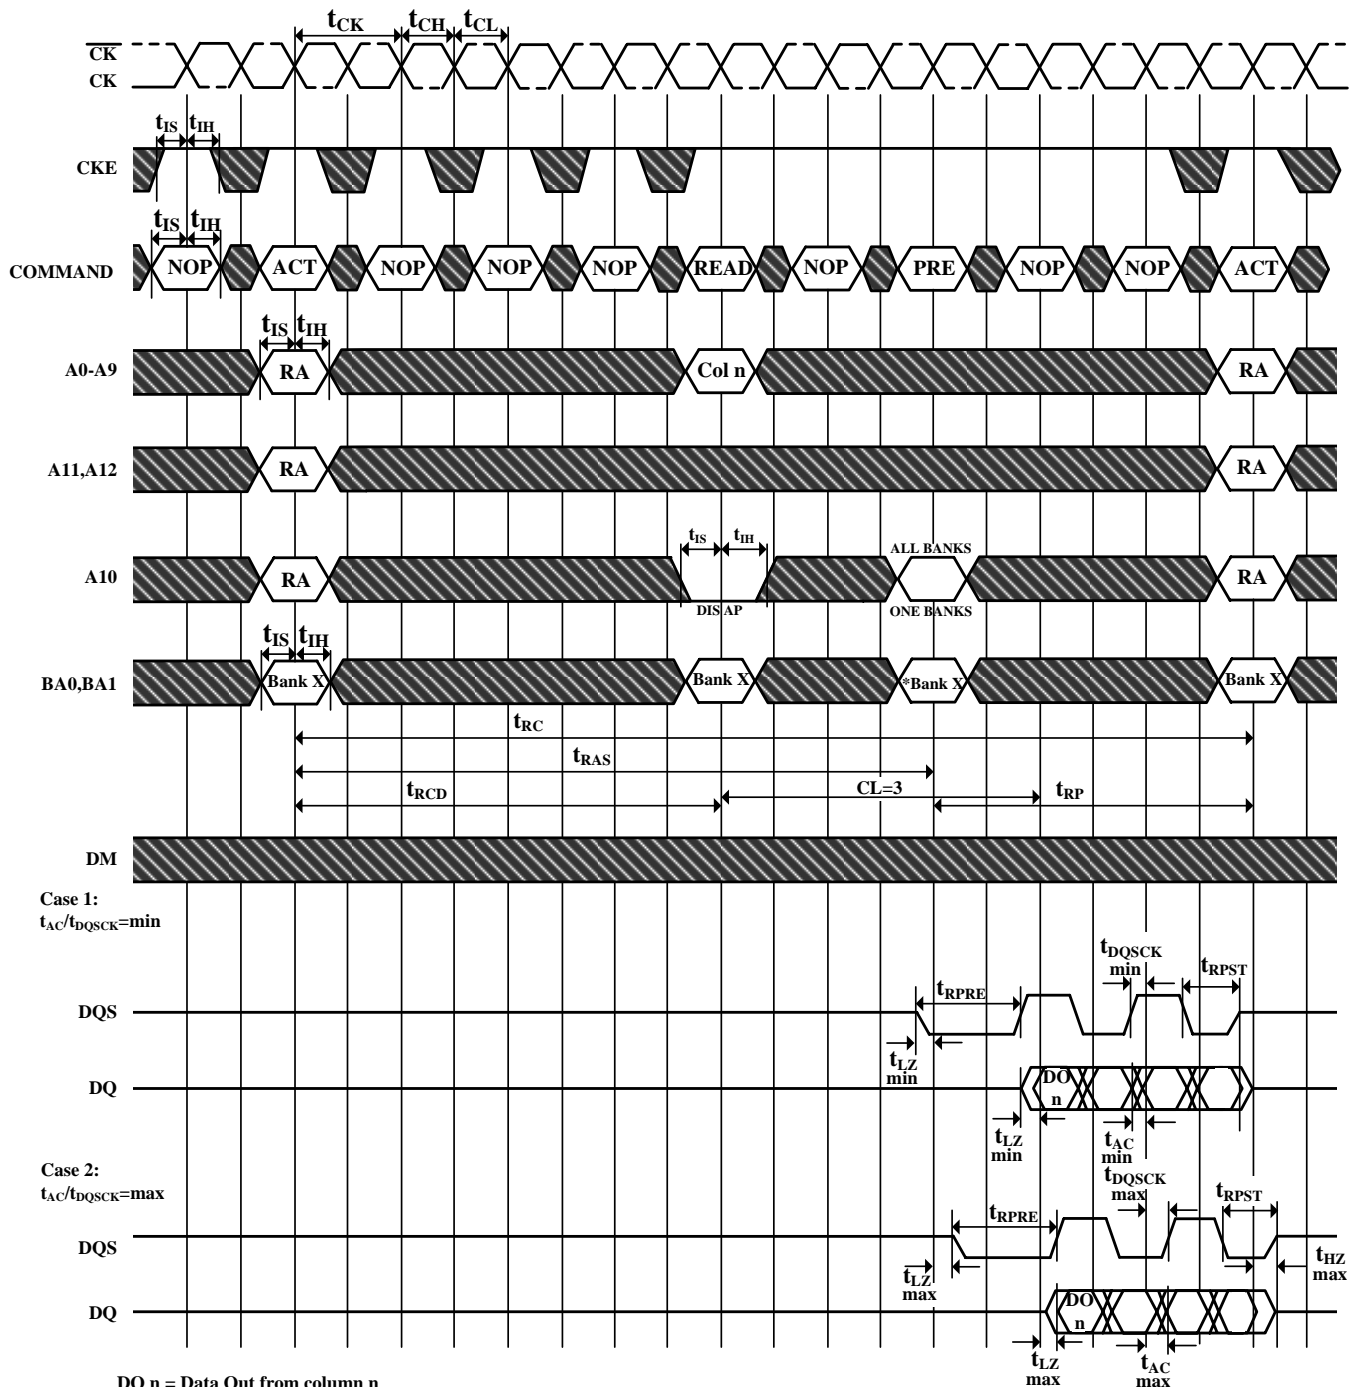 tCK tCH tCL
CK
CK
tIS tIH
CKE
tIS tIH
COMMAND NOP ACT NOP NOP NOP READ NOP PRE NOP NOP ACT
tIS tIH
A0-A9 RA Col n RA
A11,A12 RA RA
tIS tIH ALL BANKS
A10 RA RA
DIS AP ONE BANKS
tIS tIH
BA0,BA1 Bank X Bank X *Bank X Bank X
tRC
tRAS
tRCD CL=3 tRP
DM
Case 1:
tAC/tDQSCK=min
tDQSCK
min
tRPST
tRPRE
DQS
tLZ
min
DQ DO
n
tLZ
min
tAC
min
Case 2:
tAC/tDQSCK=max
tDQSCK
max
tRPST
tRPRE
DQS
tLZ
max
tHZ
max
DQ DO
n
tLZ
max
tAC
max
DO n = Data Out from column n